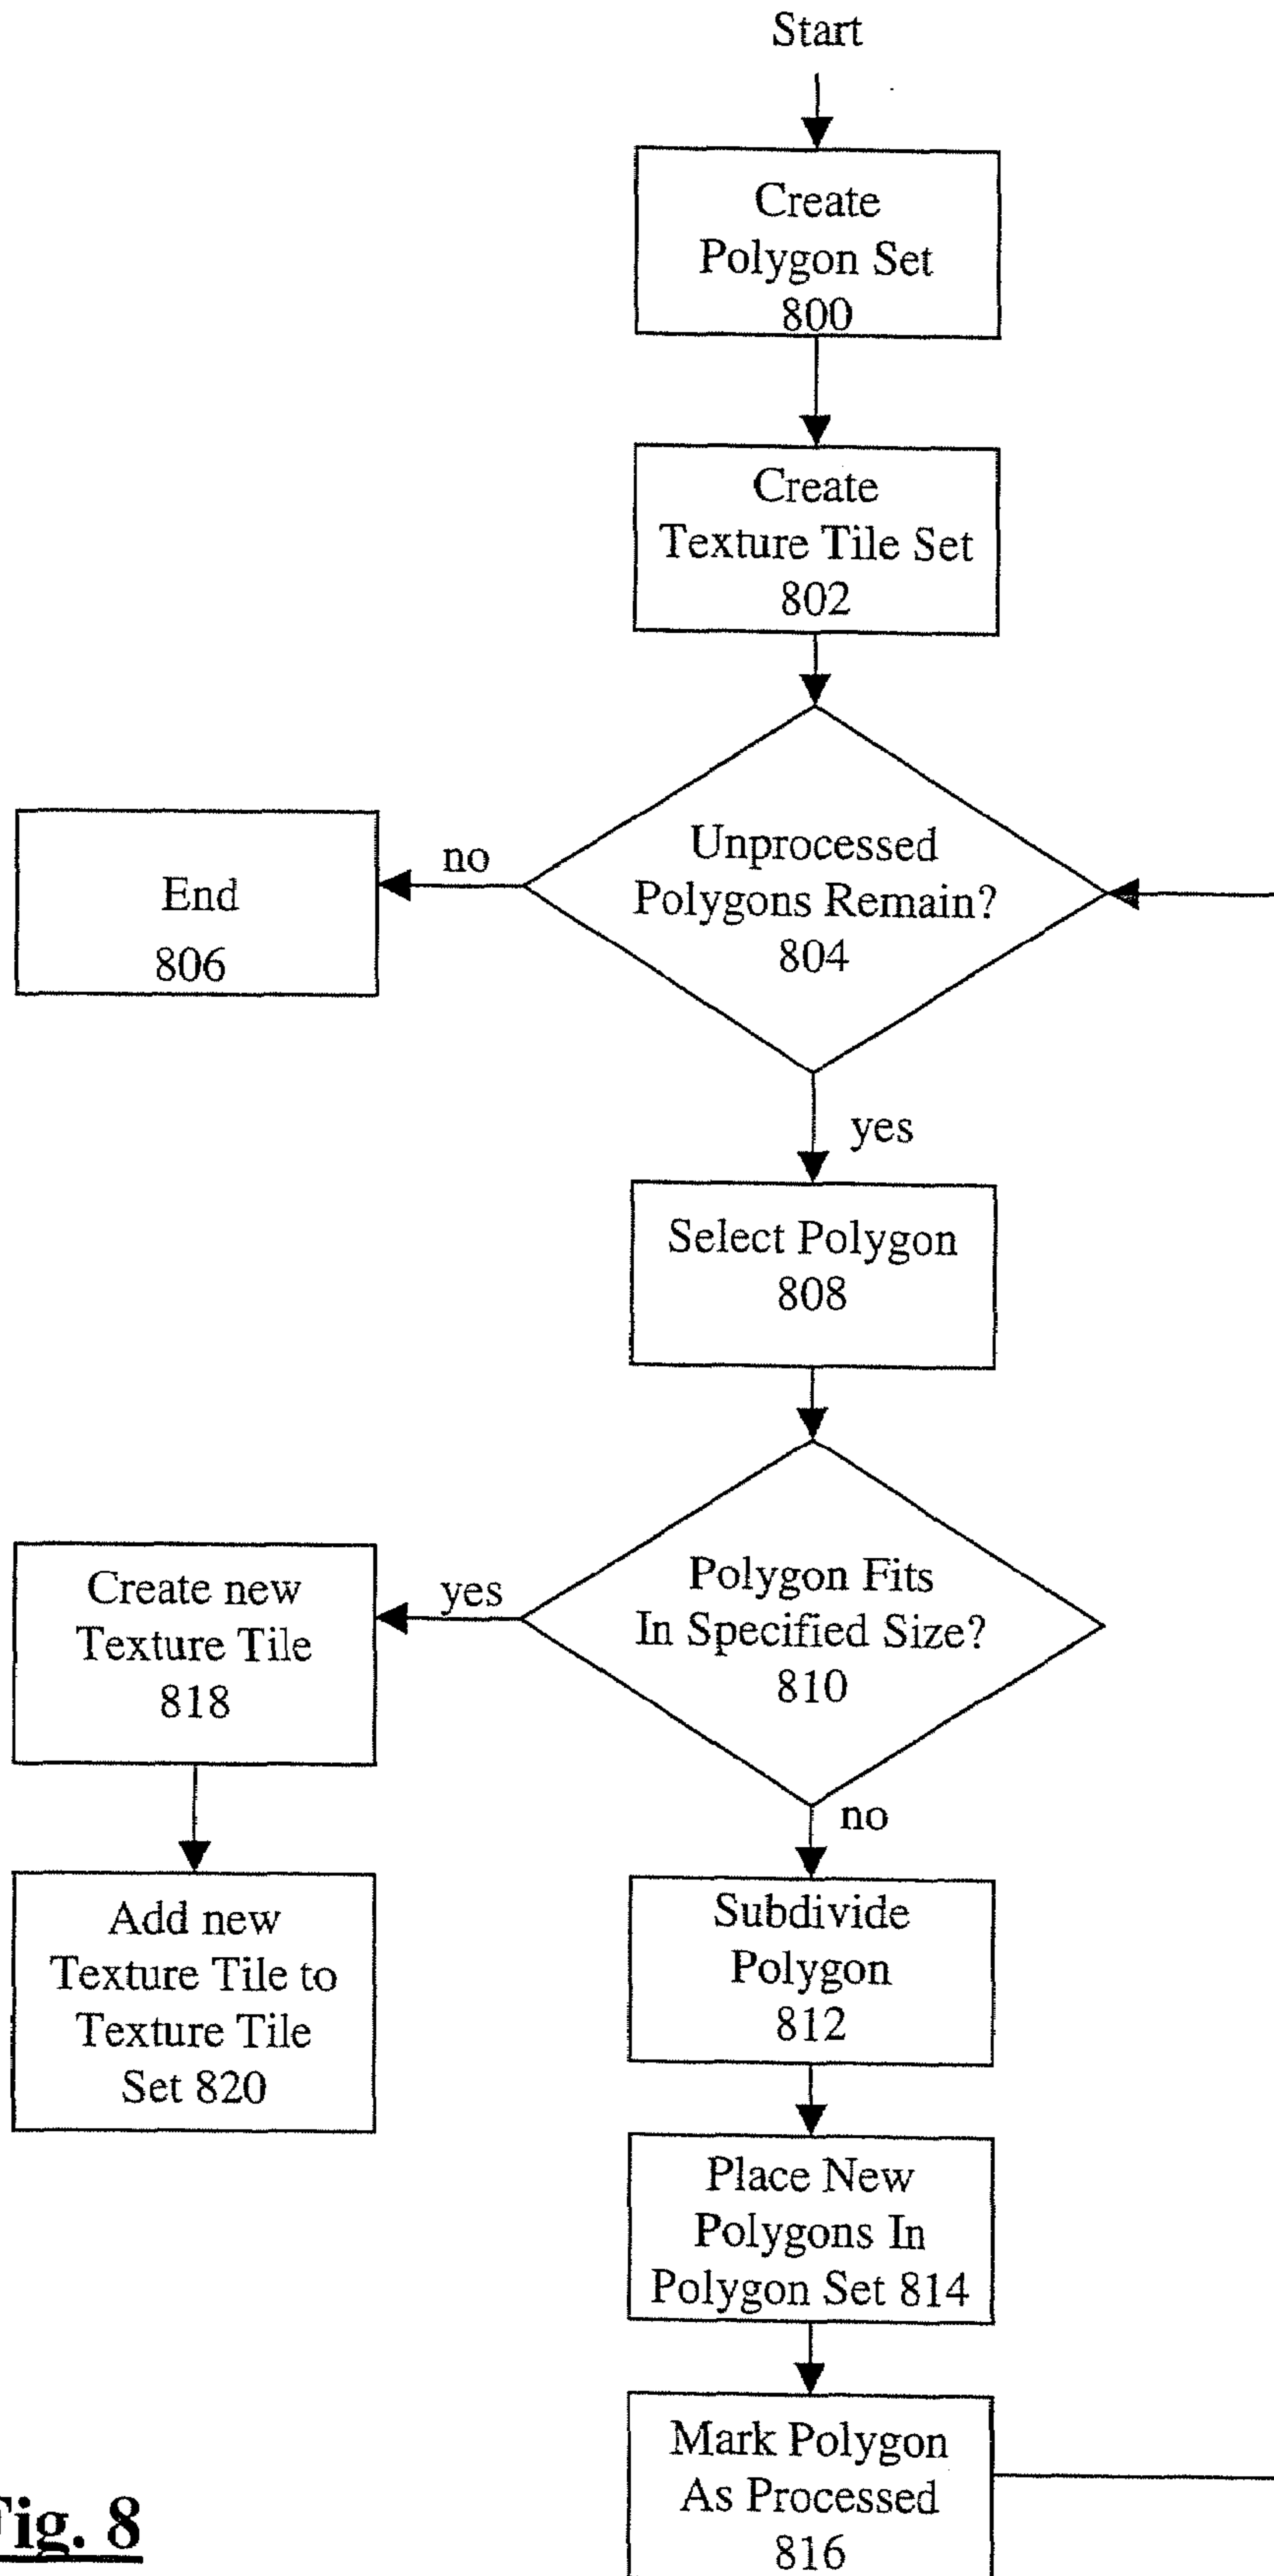 Start
Create
Polygon Set
800
Create
Texture Tile Set
802
Unprocessed
Polygons Remain?
804
no
End
806
yes
Select Polygon
808
Polygon Fits
In Specified Size?
810
yes
Create new
Texture Tile
818
no
Add new
Texture Tile to
Texture Tile
Set 820
Subdivide
Polygon
812
Place New
Polygons In
Polygon Set 814
Mark Polygon
As Processed
816
Fig. 8